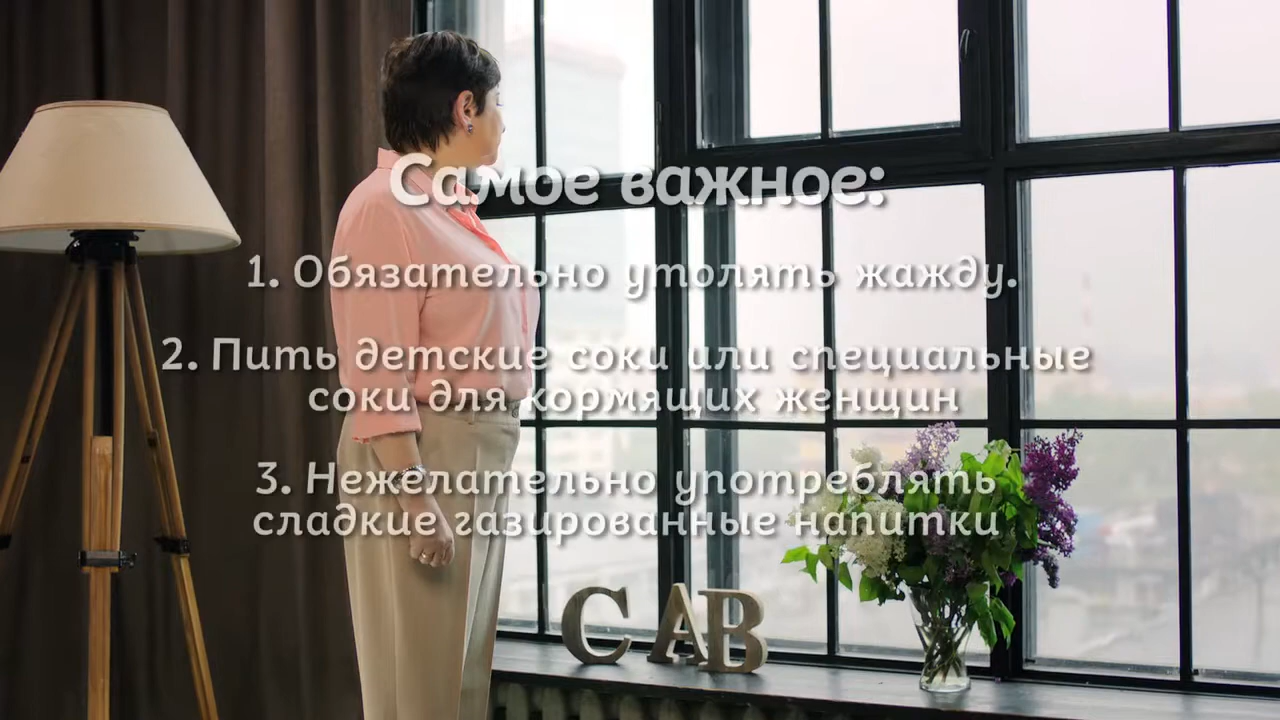 Самое важное:
1. Обязательно утолять жажду.
2. Пить детские соки или специальные
соки для кормящих женщин
3. Нежелательно употреблять
сладкие газированные напитки
C A B